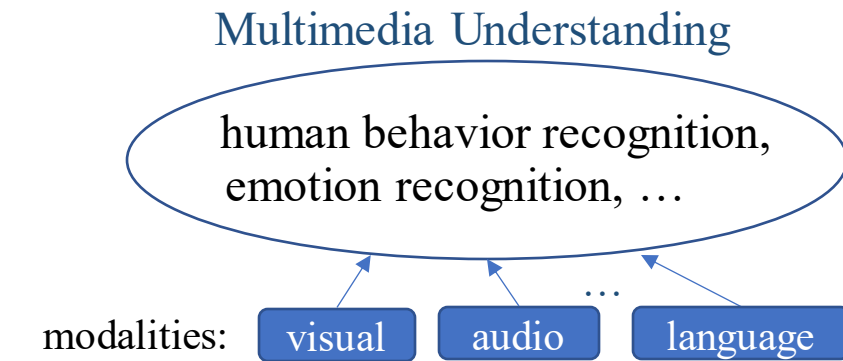 Multimedia Understanding
human behavior recognition,
emotion recognition, …
…
modalities: visual audio language